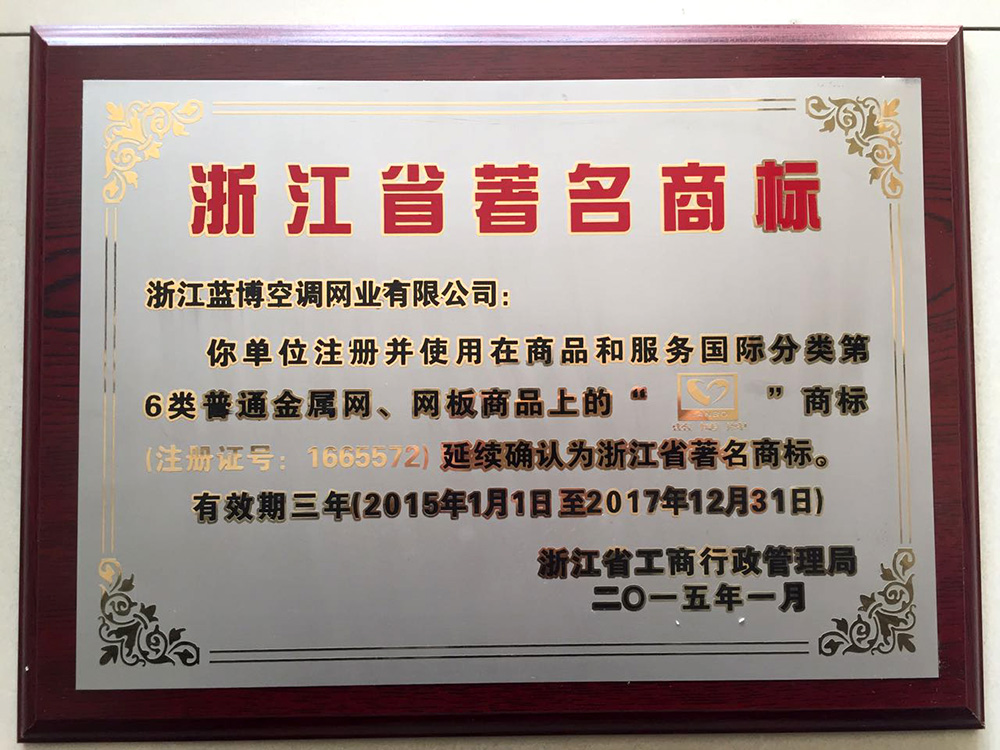 浙江省著名商标
浙江蓝博空调网业有限公司：
你单位注册并使用在商品和服务国际分类第
6类普通金属网、网板商品上的“ ”商标
(注册证号：1665572) 延续确认为浙江省著名商标。
有效期三年(2015年1月1日至2017年12月31日)
浙江省工商行政管理局
二〇一五年一月